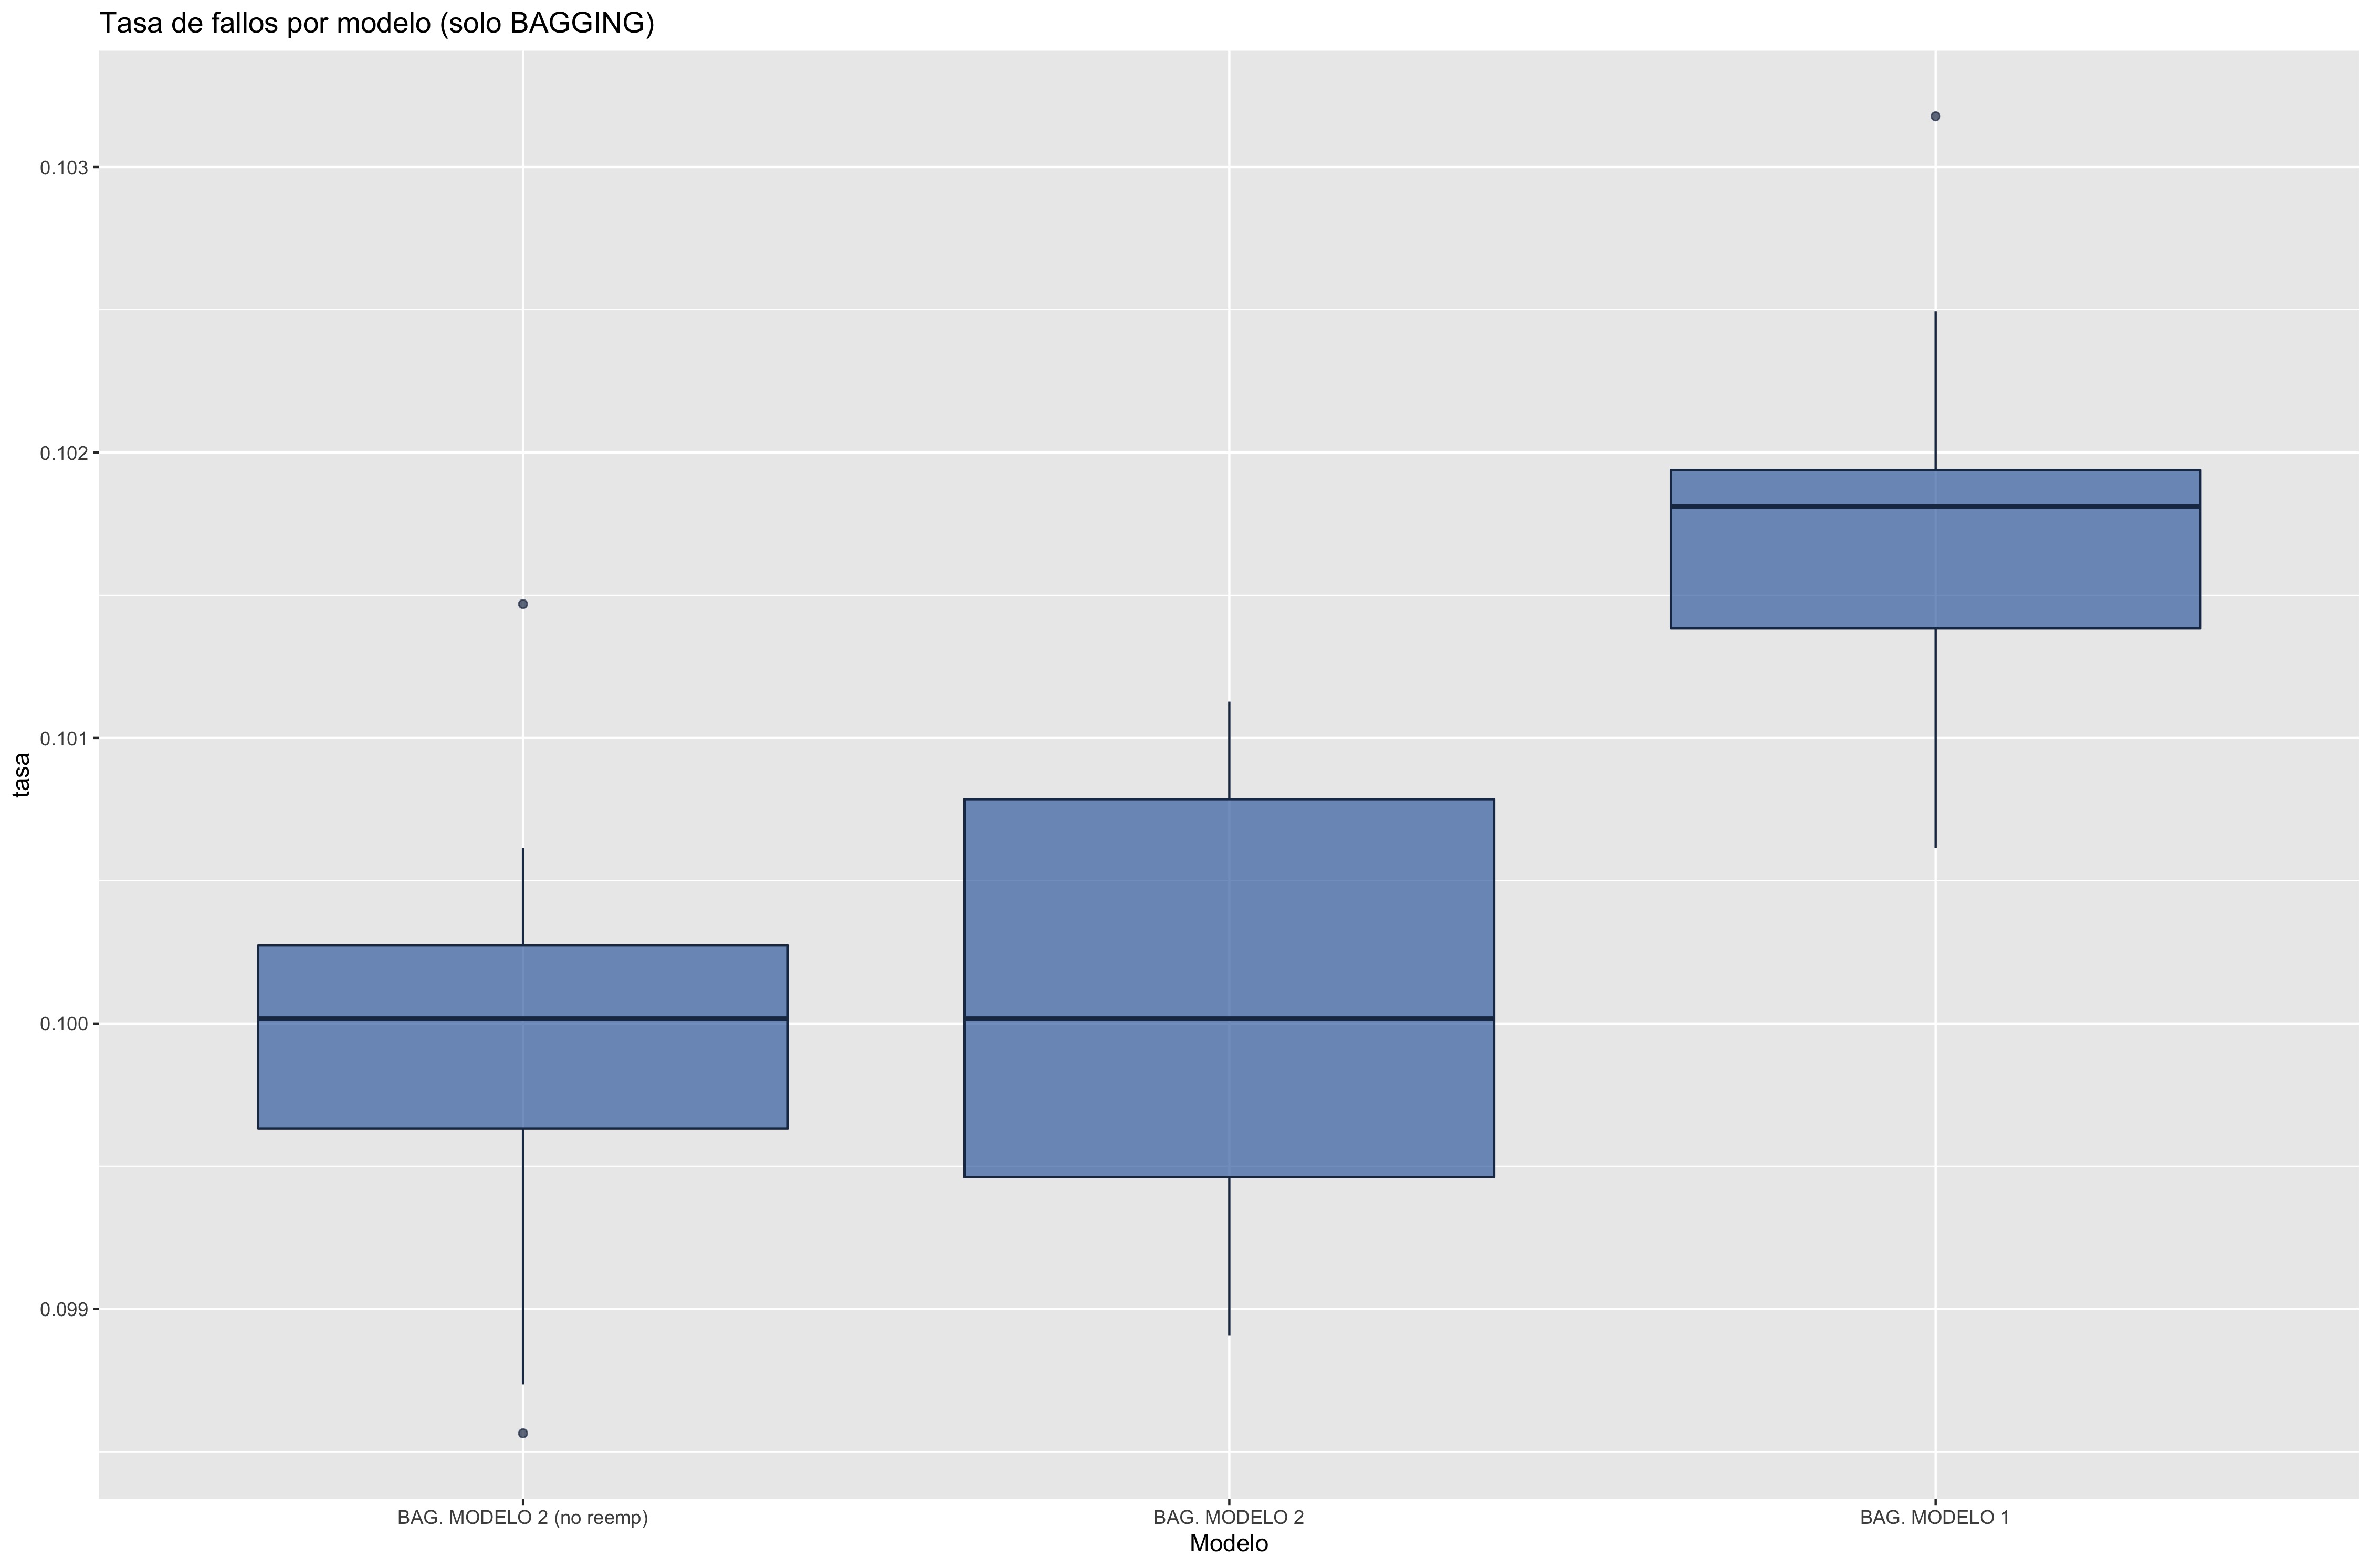 Tasa de fallos por modelo (solo BAGGING)
0.103
0.102
0.101
0.100
0.099
tasa
BAG. MODELO 2 (no reemp)
BAG. MODELO 2
BAG. MODELO 1
Modelo